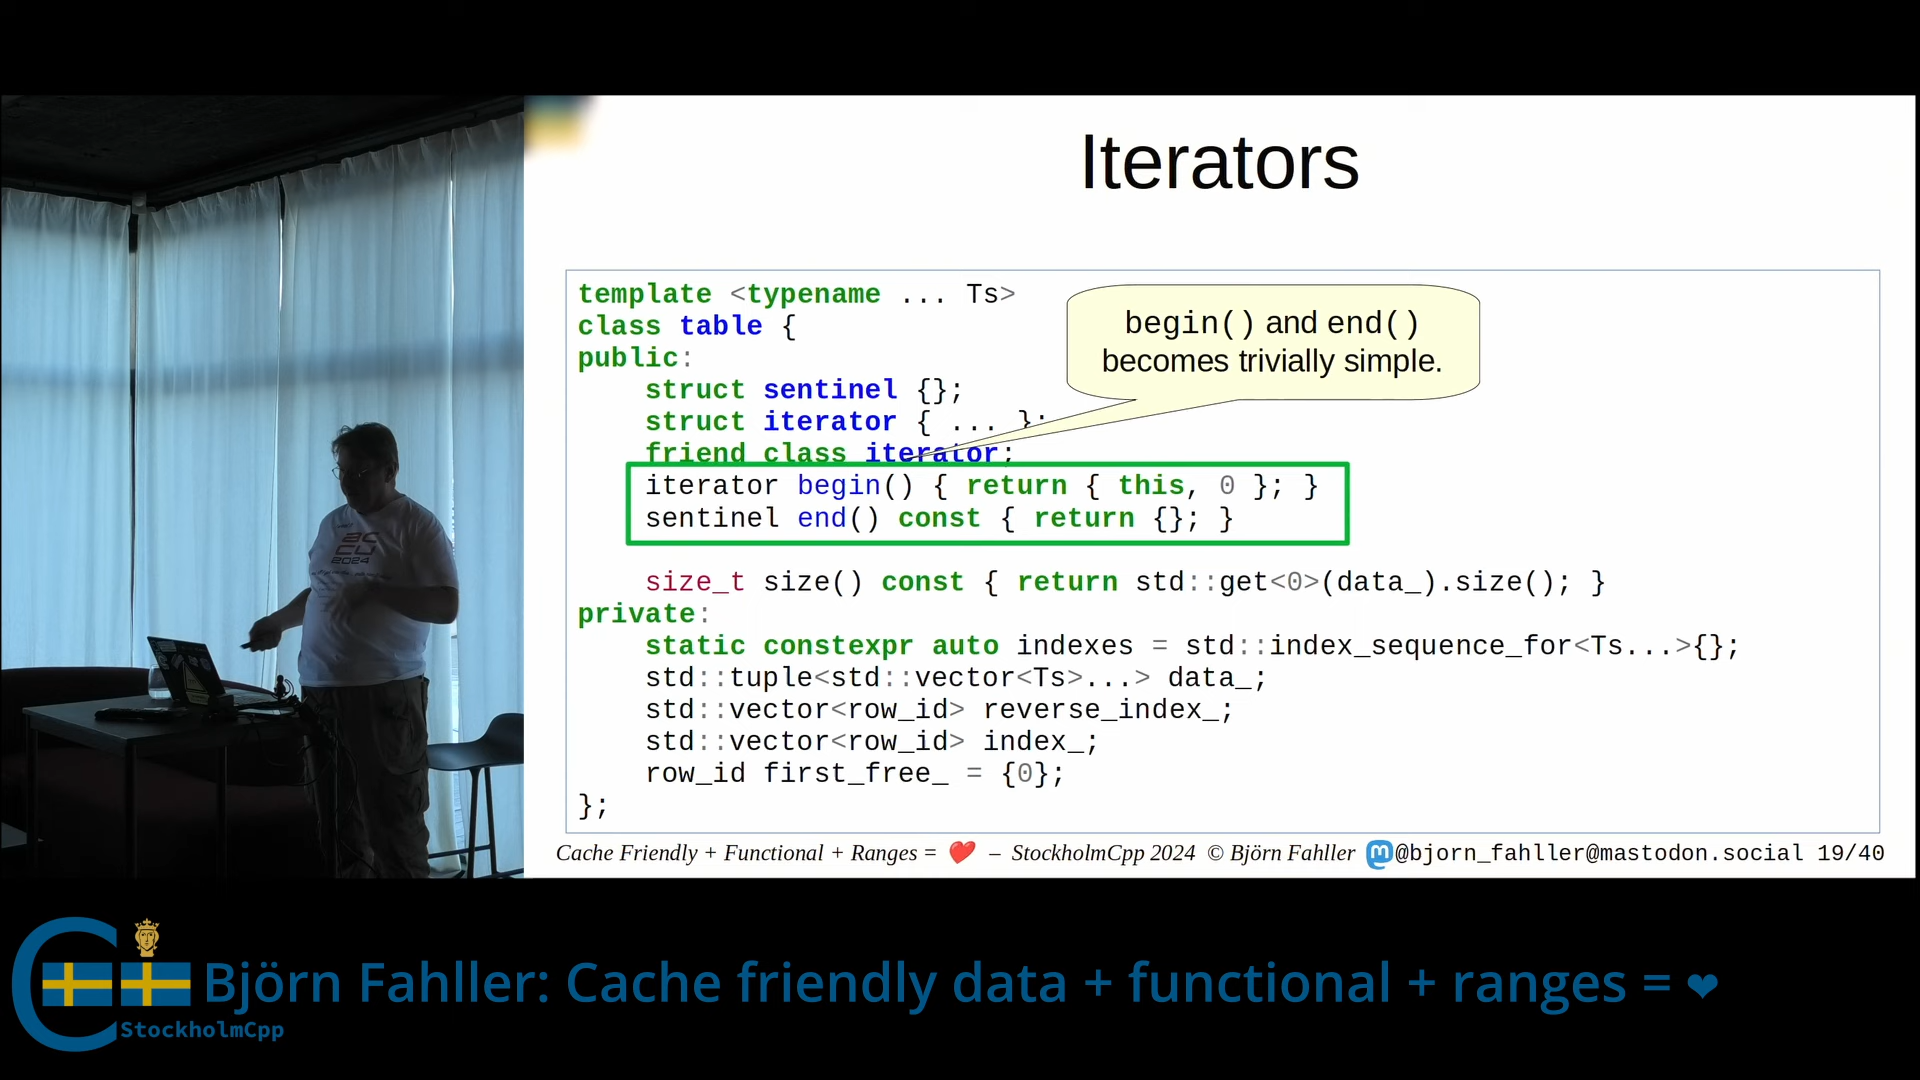 Iterators
template <typename ... Ts>
class table {
public:
    struct sentinel {};
    struct iterator { ... };
    friend class iterator;
    iterator begin() { return { this, 0 }; }
    sentinel end() const { return {}; }
    size_t size() const { return std::get<0>(data_).size(); }
private:
    static constexpr auto indexes = std::index_sequence_for<Ts...>{};
    std::tuple<std::vector<Ts>...> data_;
    std::vector<row_id> reverse_index_;
    std::vector<row_id> index_;
    row_id first_free_ = {0};
};
begin() and end()
becomes trivially simple.
Cache Friendly + Functional + Ranges = ❤️ – StockholmCpp 2024 © Björn Fahller @bjorn_fahller@mastodon.social 19/40
accu
2024
Björn Fahller: Cache friendly data + functional + ranges = ❤
StockholmCpp